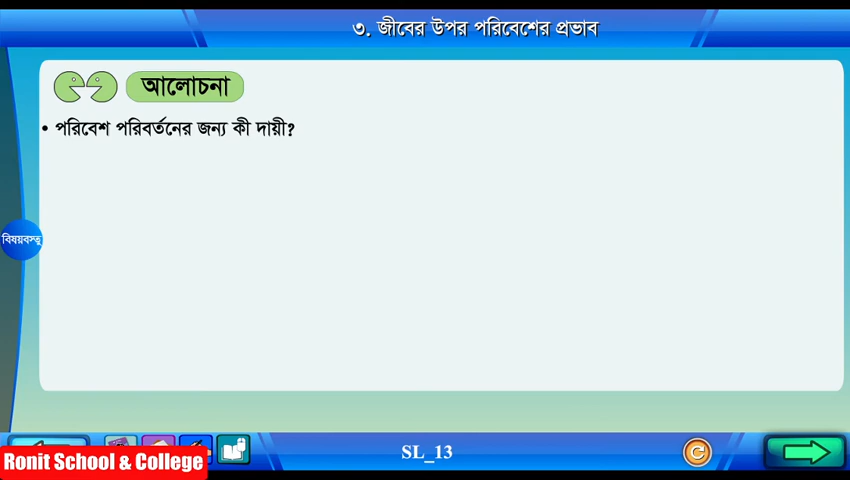 ৩. জীবের উপর পরিবেশের প্রভাব
আলোচনা
• পরিবেশ পরিবর্তনের জন্য কী দায়ী?
বিষয়বস্তু
SL_13
Ronit School & College